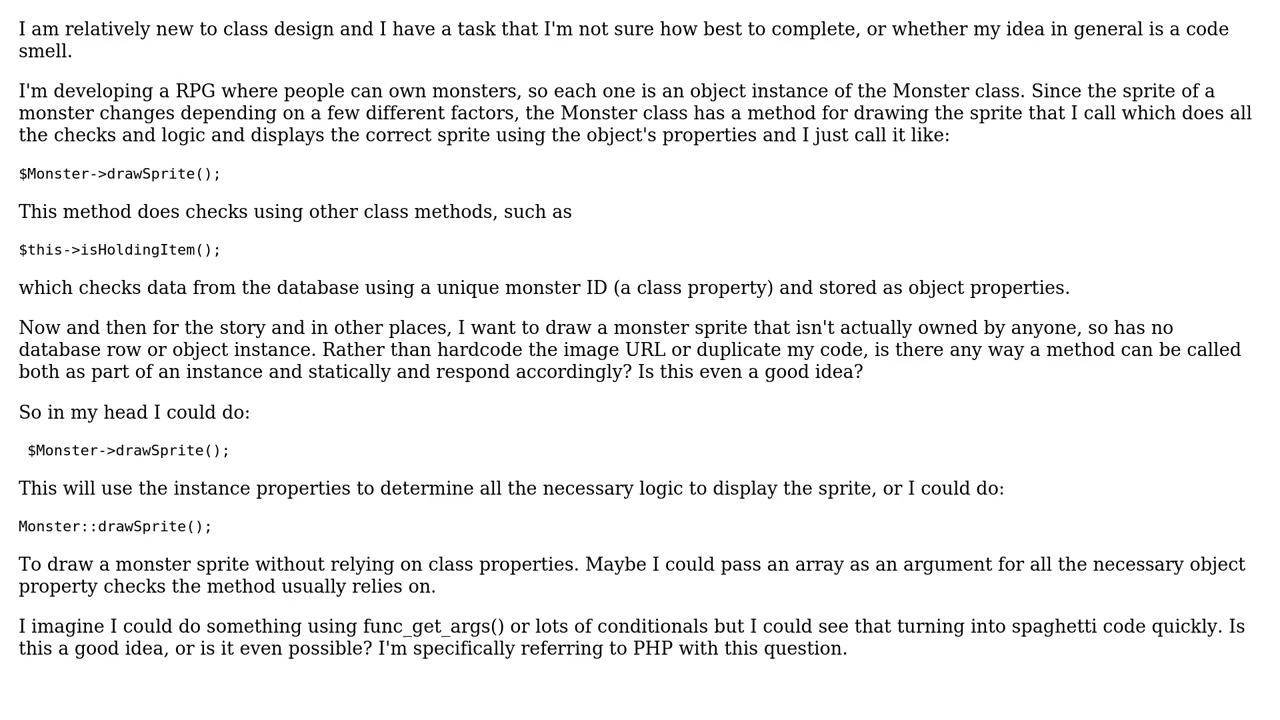 I am relatively new to class design and I have a task that I'm not sure how best to complete, or whether my idea in general is a code
smell.
I'm developing a RPG where people can own monsters, so each one is an object instance of the Monster class. Since the sprite of a
monster changes depending on a few different factors, the Monster class has a method for drawing the sprite that I call which does all
the checks and logic and displays the correct sprite using the object's properties and I just call it like:
$Monster->drawSprite();
This method does checks using other class methods, such as
$this->isHoldingItem();
which checks data from the database using a unique monster ID (a class property) and stored as object properties.
Now and then for the story and in other places, I want to draw a monster sprite that isn't actually owned by anyone, so has no
database row or object instance. Rather than hardcode the image URL or duplicate my code, is there any way a method can be called
both as part of an instance and statically and respond accordingly? Is this even a good idea?
So in my head I could do:
$Monster->drawSprite();
This will use the instance properties to determine all the necessary logic to display the sprite, or I could do:
Monster::drawSprite();
To draw a monster sprite without relying on class properties. Maybe I could pass an array as an argument for all the necessary object
property checks the method usually relies on.
I imagine I could do something using func_get_args() or lots of conditionals but I could see that turning into spaghetti code quickly. Is
this a good idea, or is it even possible? I'm specifically referring to PHP with this question.